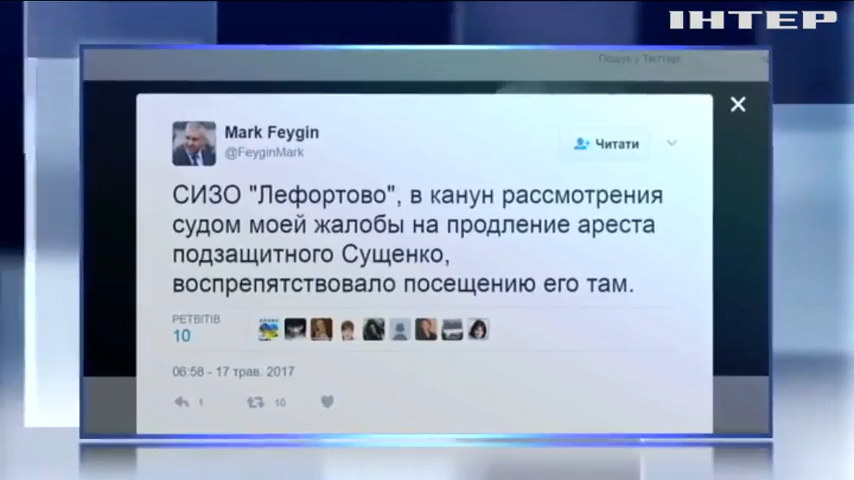 ІНТЕР
Пошук у Твіттері
Mark Feygin
@FeyginMark
Читати
СИЗО "Лефортово", в канун рассмотрения
судом моей жалобы на продление ареста
подзащитного Сущенко,
воспрепятствовало посещению его там.
РЕТВІТІВ
10
06:58 - 17 трав. 2017
1
10